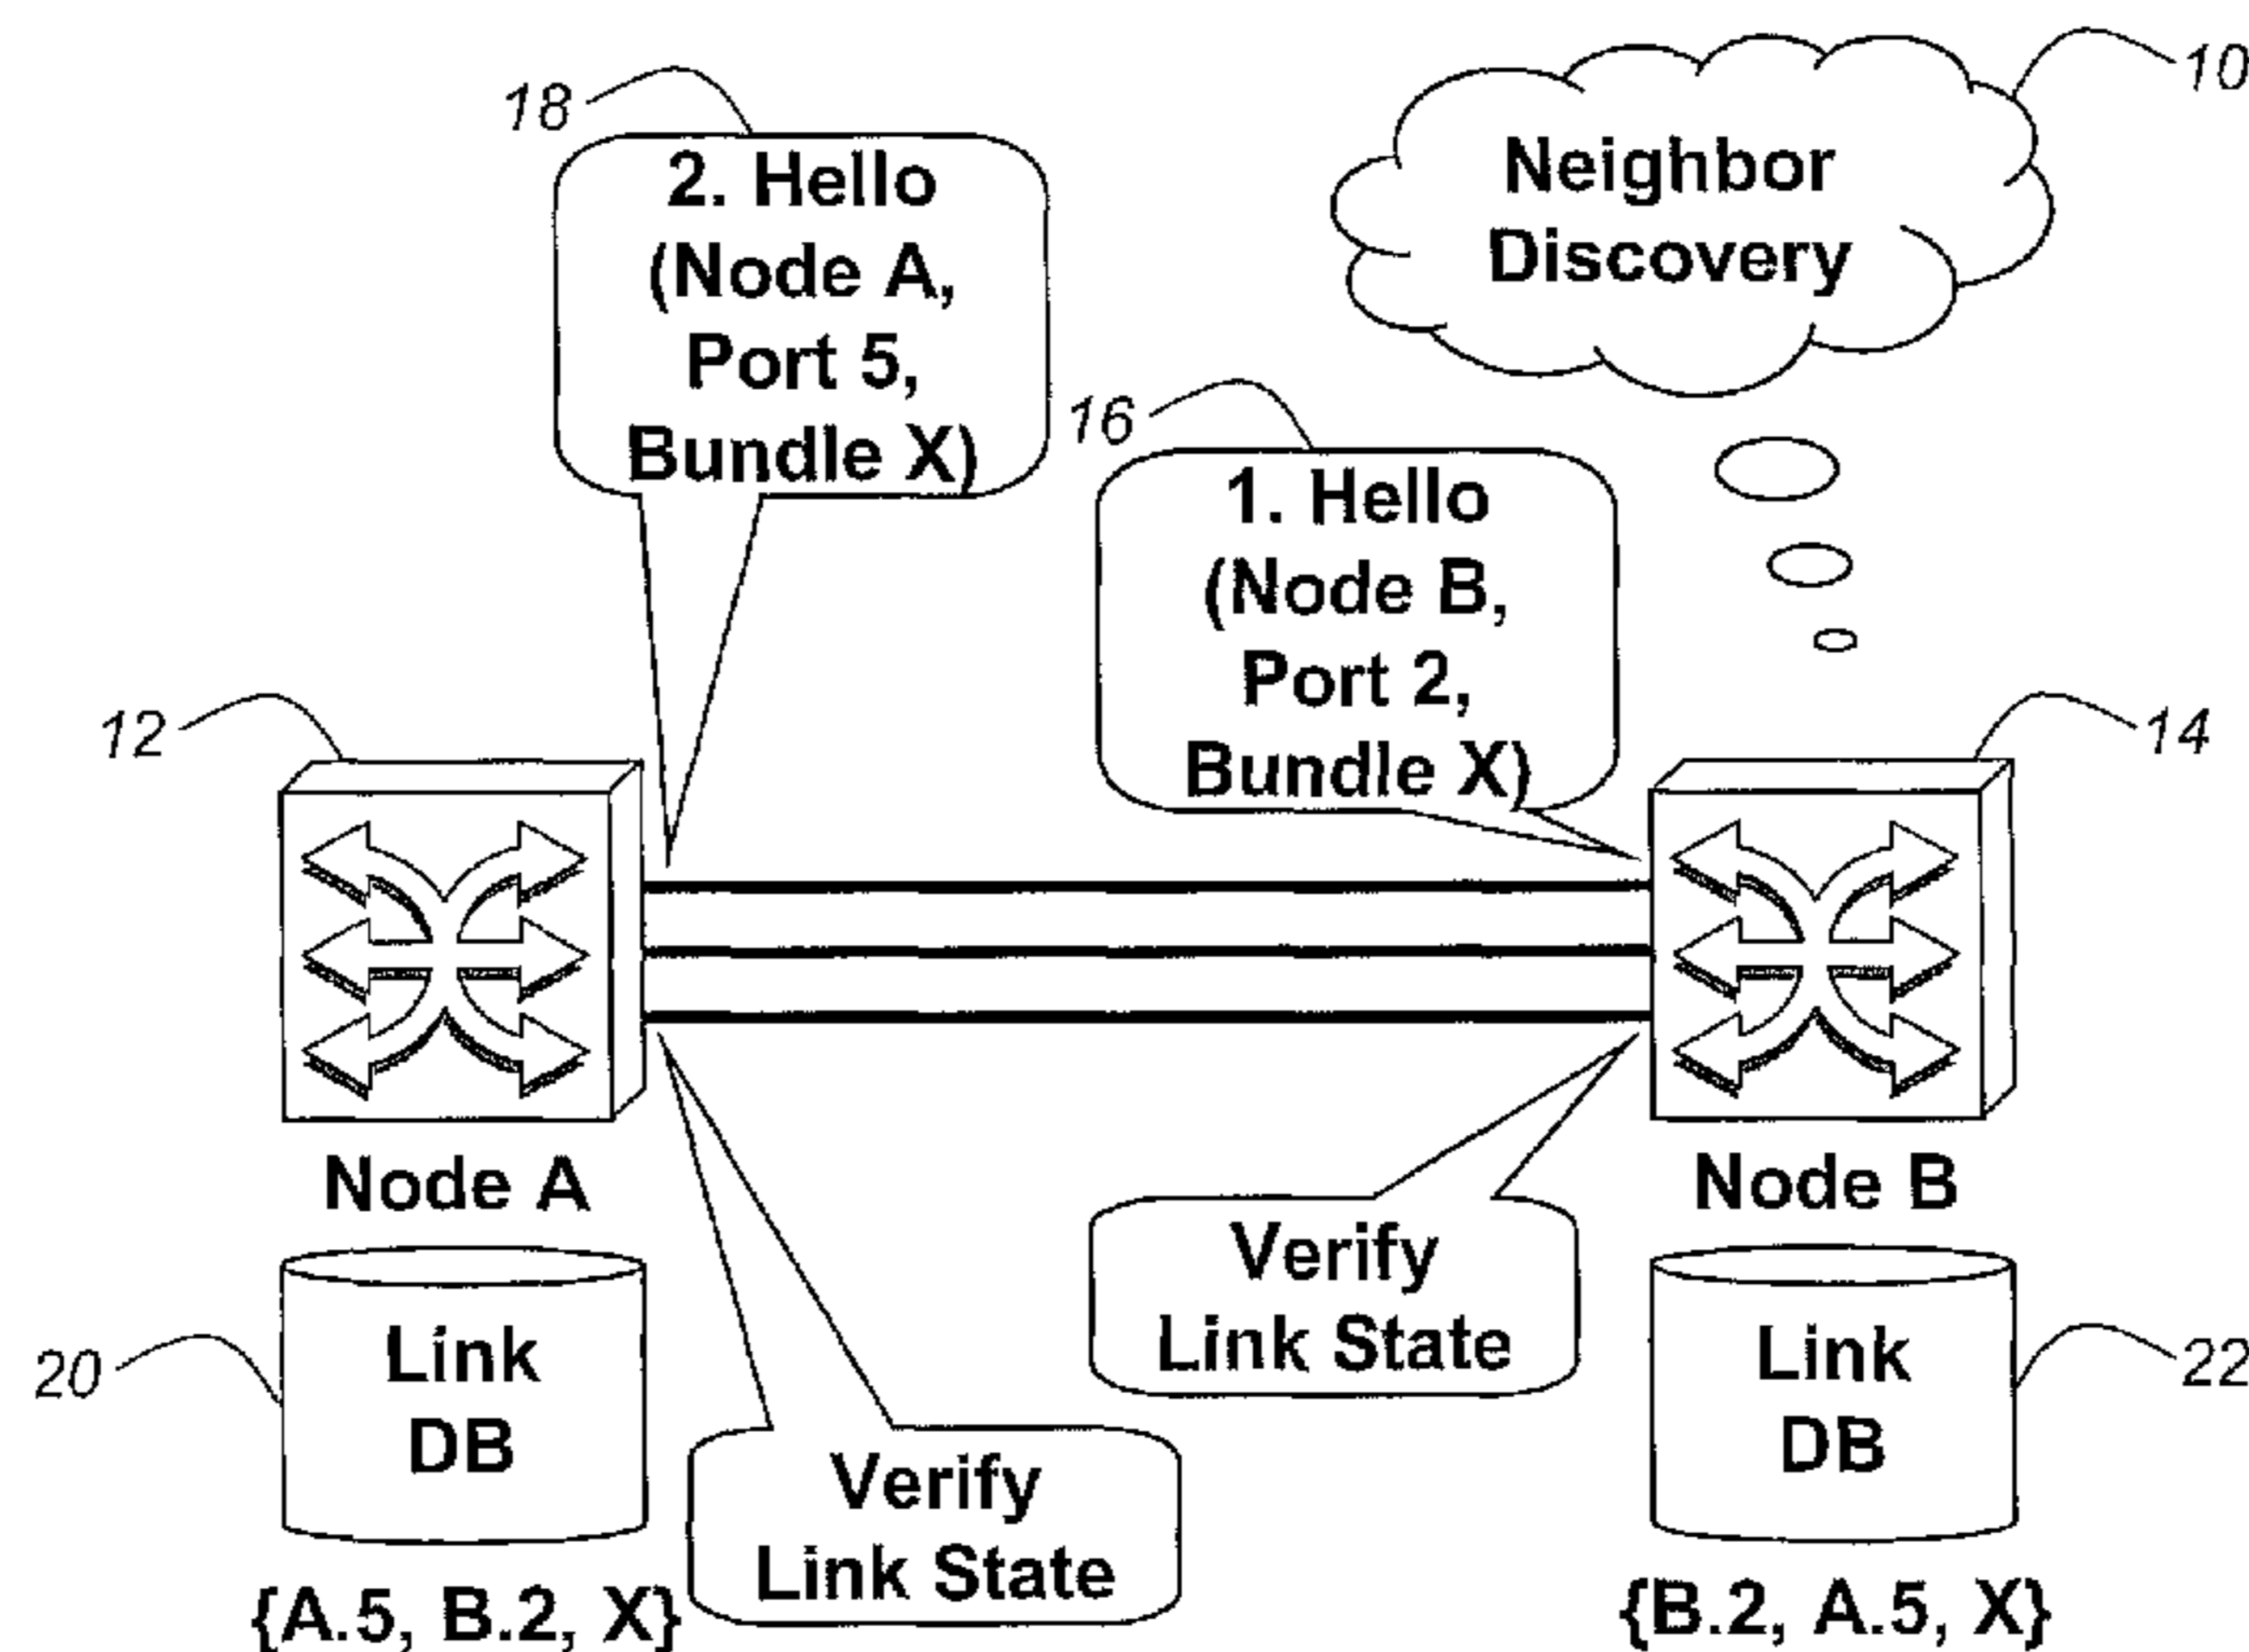 10
Neighbor
Discovery
18
2. Hello
(Node A,
Port 5,
Bundle X)
16
1. Hello
(Node B,
Port 2,
Bundle X)
12
14
Node A
Node B
Verify
Link State
20
Link
DB
22
Link
DB
Verify
Link State
{A.5, B.2, X}
{B.2, A.5, X}